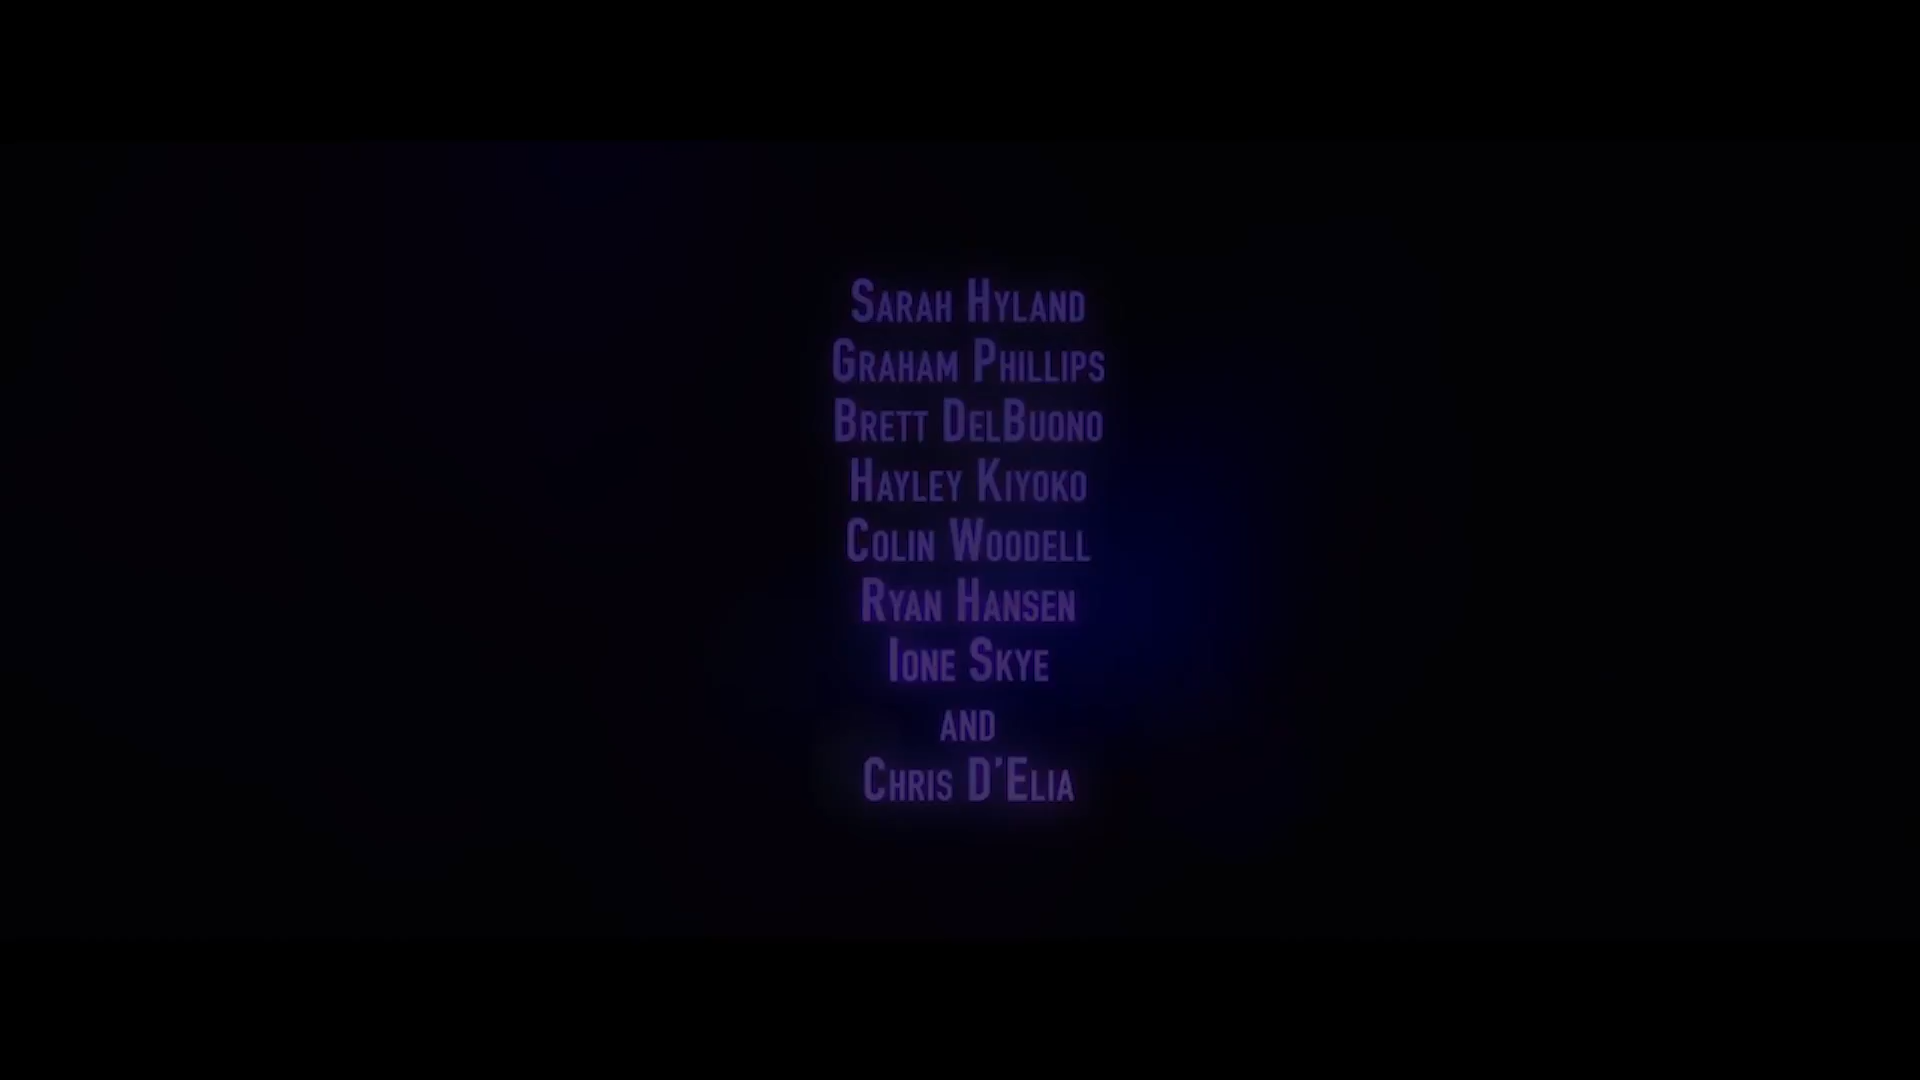 Sarah Hyland
Graham Phillips
Brett DelBuono
Hayley Kiyoko
Colin Woodell
Ryan Hansen
Ione Skye
and
Chris D'Elia